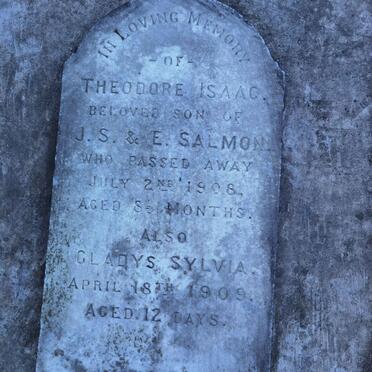 IN LOVING MEMORY
- OF -
THEODORE ISAAC.
BELOVED SON OF
J.S. & E. SALMON.
WHO PASSED AWAY
JULY 2ND 1908.
AGED MONTHS.
ALSO
GLADYS SYLVIA.
APRIL 18TH 1909.
AGED 12 DAYS.